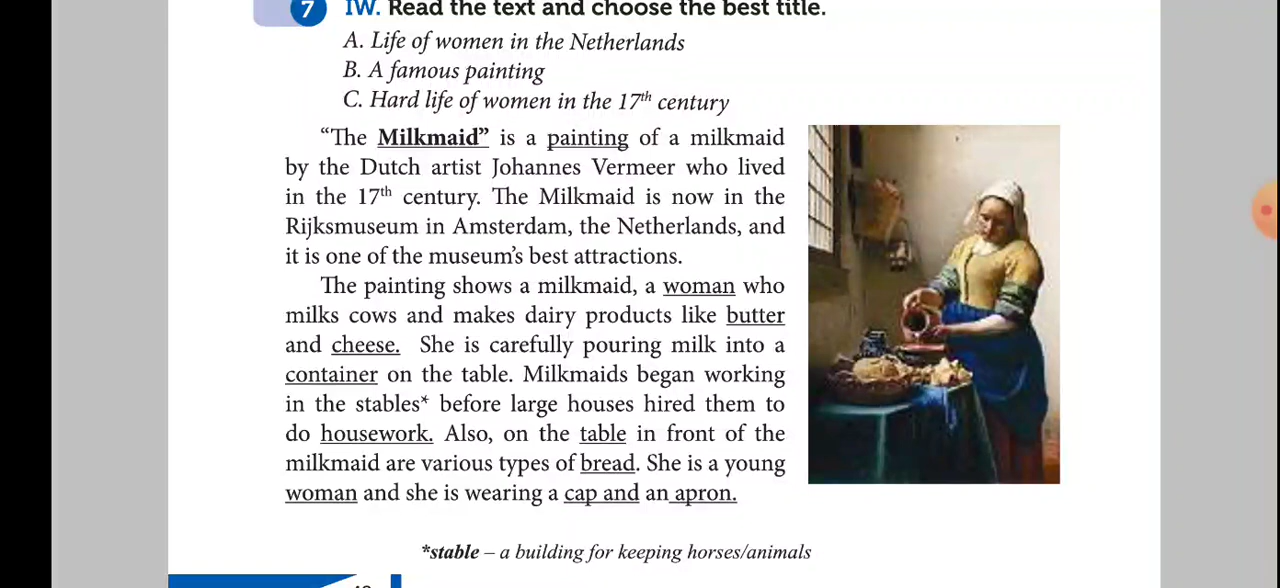 7 IW. Read the text and choose the best title.
A. Life of women in the Netherlands
B. A famous painting
C. Hard life of women in the 17th century
“The Milkmaid” is a painting of a milkmaid
by the Dutch artist Johannes Vermeer who lived
in the 17th century. The Milkmaid is now in the
Rijksmuseum in Amsterdam, the Netherlands, and
it is one of the museum’s best attractions.
The painting shows a milkmaid, a woman who
milks cows and makes dairy products like butter
and cheese. She is carefully pouring milk into a
container on the table. Milkmaids began working
in the stables* before large houses hired them to
do housework. Also, on the table in front of the
milkmaid are various types of bread. She is a young
woman and she is wearing a cap and an apron.
*stable – a building for keeping horses/animals